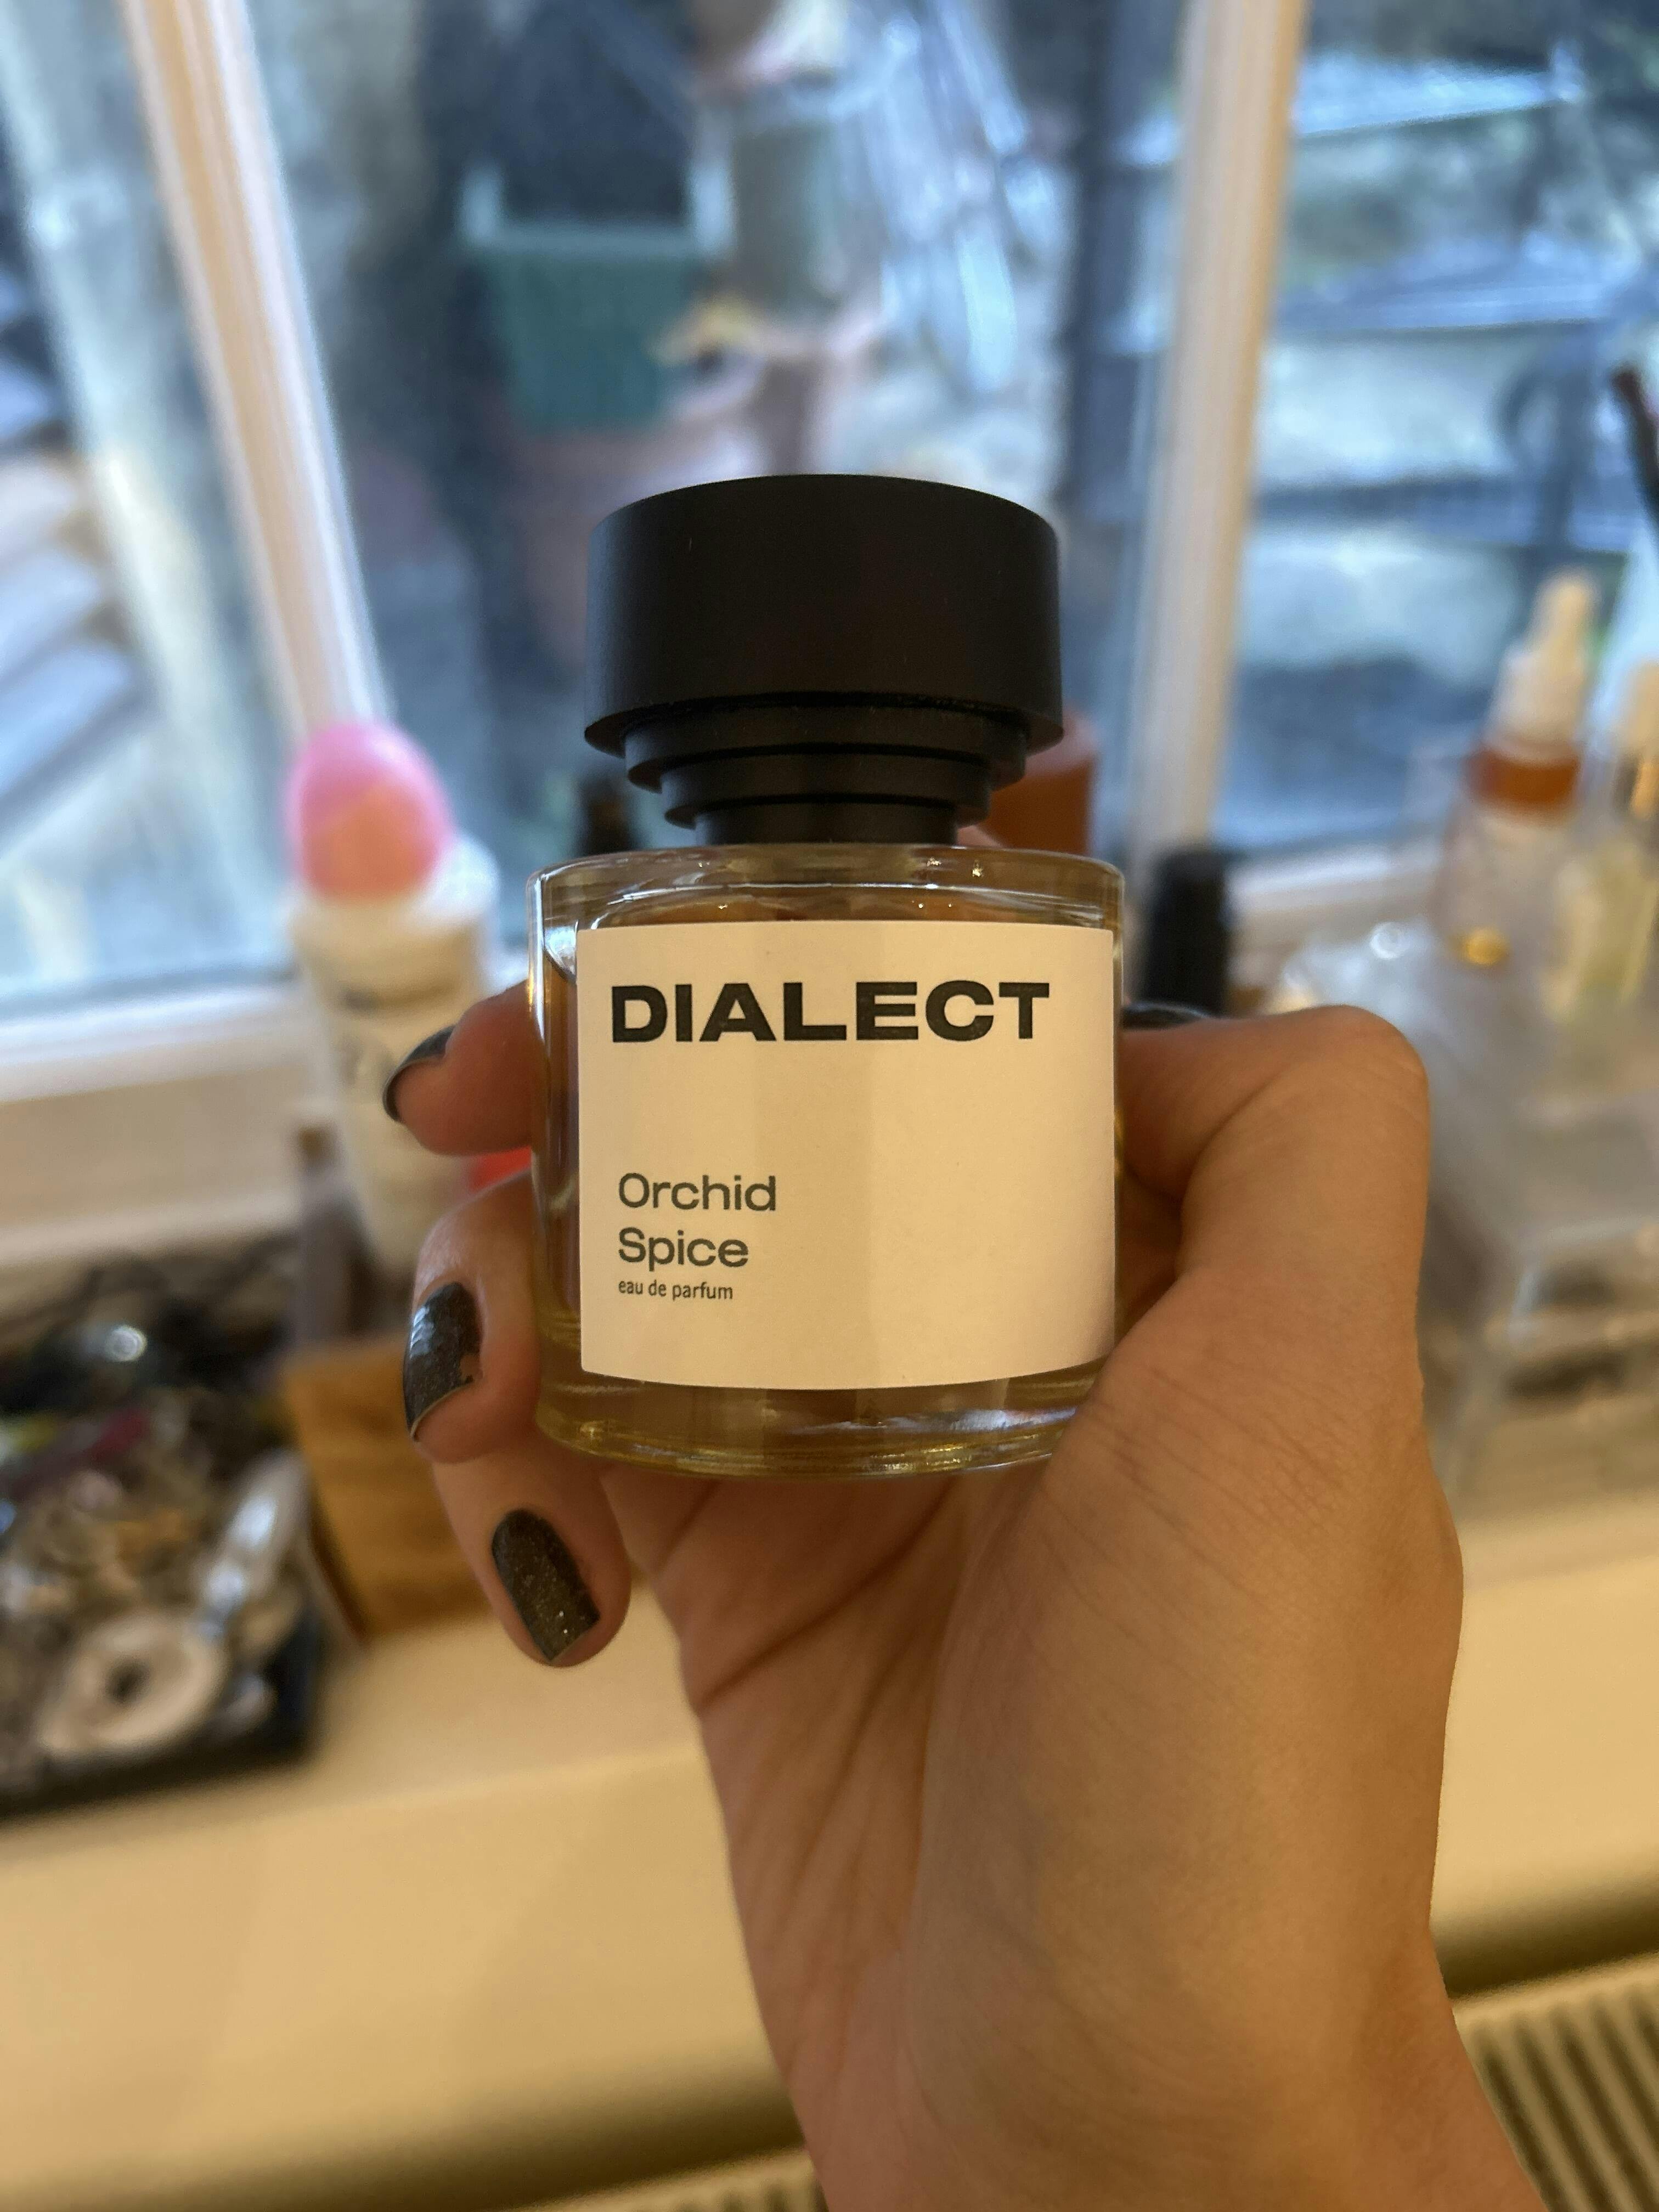 DIALECT
Orchid
Spice
eau de parfum